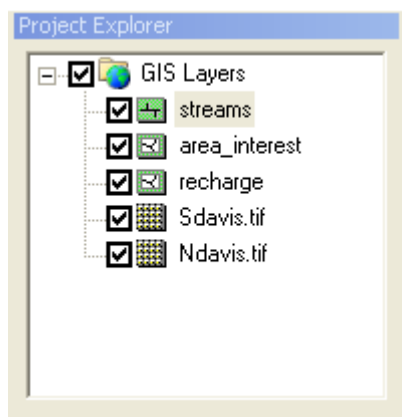 Project Explorer
GIS Layers
streams
area_interest
recharge
Sdavis.tif
Ndavis.tif